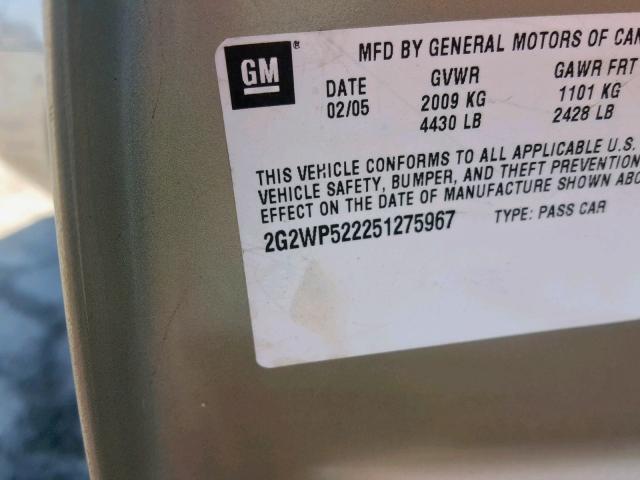 GM ®
MFD BY GENERAL MOTORS OF CAN
DATE GVWR GAWR FRT
02/05 2009 KG 1101 KG
4430 LB 2428 LB
THIS VEHICLE CONFORMS TO ALL APPLICABLE U.S.
VEHICLE SAFETY, BUMPER, AND THEFT PREVENTION
EFFECT ON THE DATE OF MANUFACTURE SHOWN ABO
2G2WP522251275967 TYPE: PASS CAR